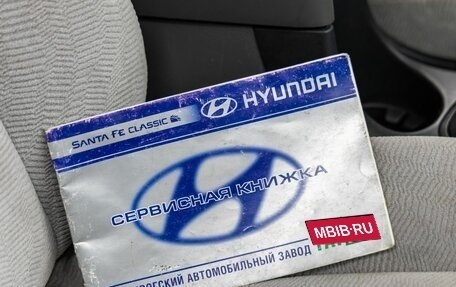 SANTA FE CLASSIC
HYUNDAI
СЕРВИСНАЯ КНИЖКА
АВТОМОБИЛЬНЫЙ ЗАВОД
MBIB-RU